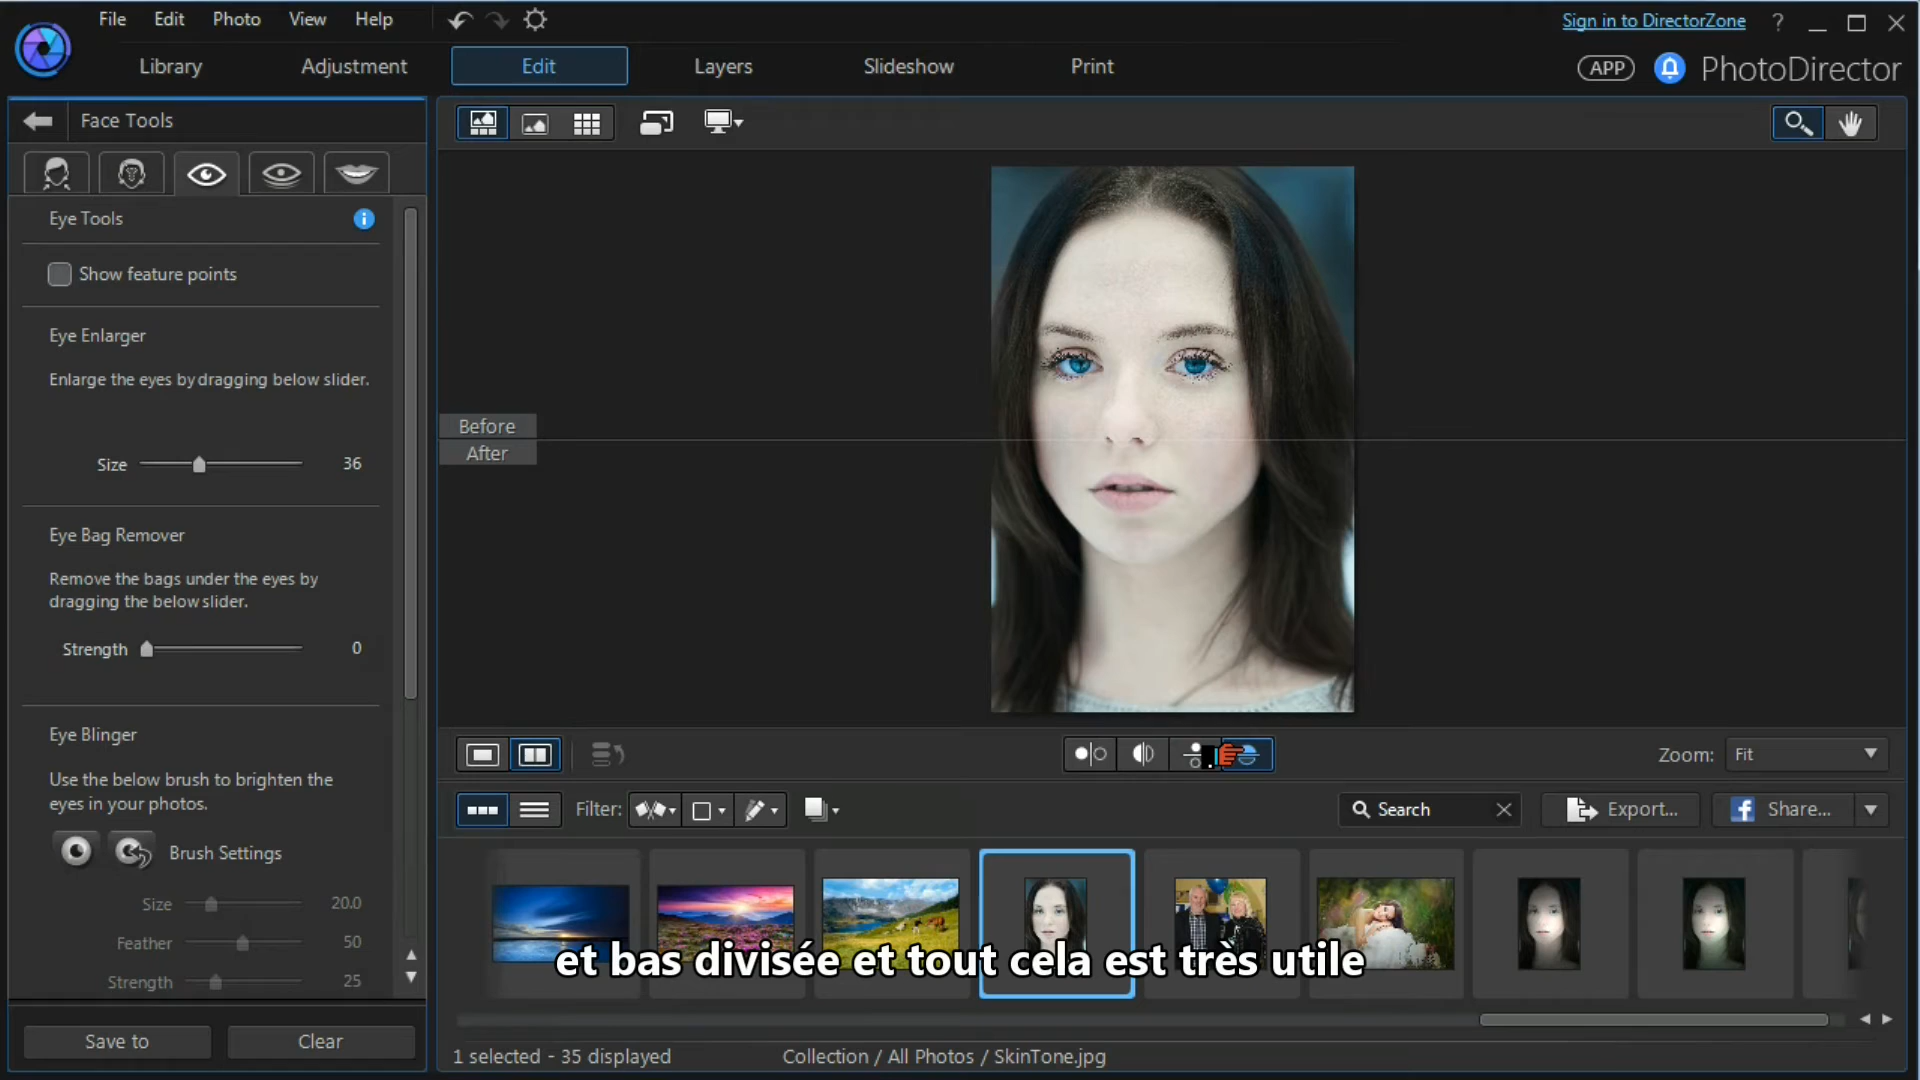 File Edit Photo View Help
Sign in to DirectorZone ?
Library Adjustment Edit Layers Slideshow Print
APP PhotoDirector
Face Tools
Eye Tools
Show feature points
Eye Enlarger
Enlarge the eyes by dragging below slider.
Size 36
Before
After
Eye Bag Remover
Remove the bags under the eyes by
dragging the below slider.
Strength 0
Eye Blinger
Use the below brush to brighten the
eyes in your photos.
Brush Settings
Size 20.0
Feather 50
Strength 25
Save to Clear
Zoom: Fit
Filter: Search Export... Share...
et bas divisée et tout cela est très utile
1 selected - 35 displayed Collection / All Photos / SkinTone.jpg